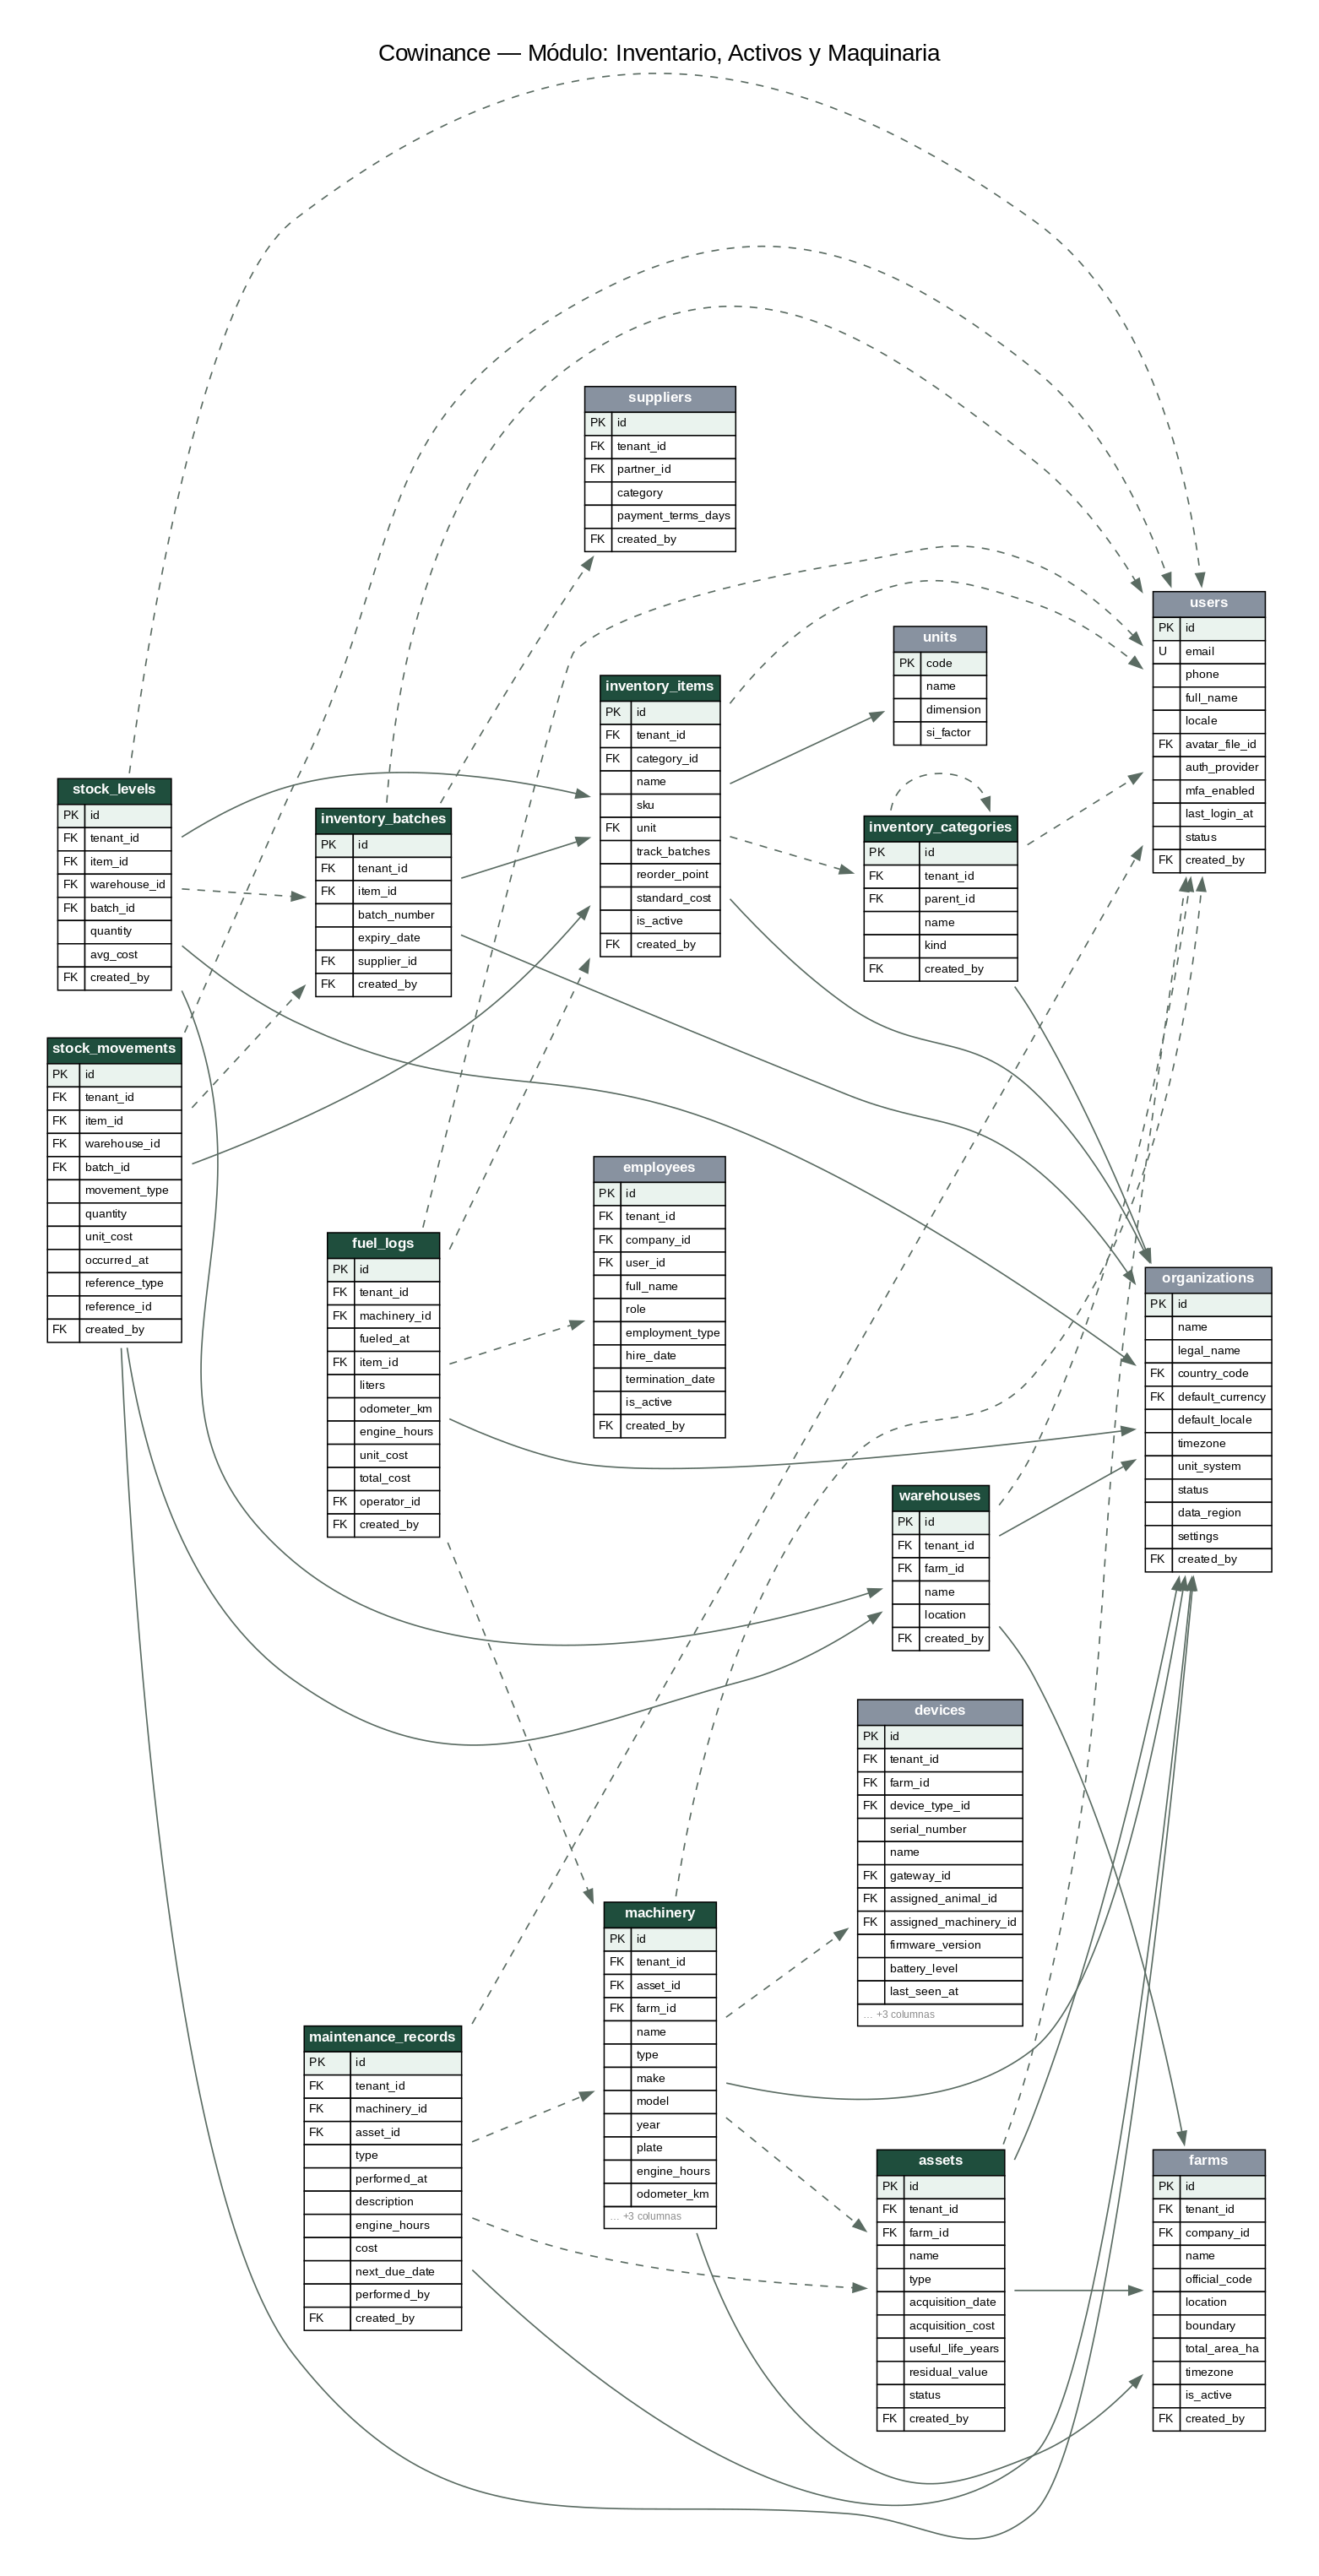 Cowinance — Módulo: Inventario, Activos y Maquinaria
suppliers
PK id
FK tenant_id
FK partner_id
category
payment_terms_days
FK created_by
users
PK id
U email
phone
full_name
locale
FK avatar_file_id
auth_provider
mfa_enabled
last_login_at
status
FK created_by
units
PK code
name
dimension
si_factor
inventory_items
PK id
FK tenant_id
FK category_id
name
sku
FK unit
track_batches
reorder_point
standard_cost
is_active
FK created_by
stock_levels
PK id
FK tenant_id
FK item_id
FK warehouse_id
FK batch_id
quantity
avg_cost
FK created_by
inventory_batches
PK id
FK tenant_id
FK item_id
batch_number
expiry_date
FK supplier_id
FK created_by
inventory_categories
PK id
FK tenant_id
FK parent_id
name
kind
FK created_by
stock_movements
PK id
FK tenant_id
FK item_id
FK warehouse_id
FK batch_id
movement_type
quantity
unit_cost
occurred_at
reference_type
reference_id
FK created_by
employees
PK id
FK tenant_id
FK company_id
FK user_id
full_name
role
employment_type
hire_date
termination_date
is_active
FK created_by
fuel_logs
PK id
FK tenant_id
FK machinery_id
fueled_at
FK item_id
liters
odometer_km
engine_hours
unit_cost
total_cost
FK operator_id
FK created_by
organizations
PK id
name
legal_name
FK country_code
FK default_currency
default_locale
timezone
unit_system
status
data_region
settings
FK created_by
warehouses
PK id
FK tenant_id
FK farm_id
name
location
FK created_by
devices
PK id
FK tenant_id
FK farm_id
FK device_type_id
serial_number
name
FK gateway_id
FK assigned_animal_id
FK assigned_machinery_id
firmware_version
battery_level
last_seen_at
... +3 columnas
machinery
PK id
FK tenant_id
FK asset_id
FK farm_id
name
type
make
model
year
plate
engine_hours
odometer_km
... +3 columnas
maintenance_records
PK id
FK tenant_id
FK machinery_id
FK asset_id
type
performed_at
description
engine_hours
cost
next_due_date
performed_by
FK created_by
assets
PK id
FK tenant_id
FK farm_id
name
type
acquisition_date
acquisition_cost
useful_life_years
residual_value
status
FK created_by
farms
PK id
FK tenant_id
FK company_id
name
official_code
location
boundary
total_area_ha
timezone
is_active
FK created_by